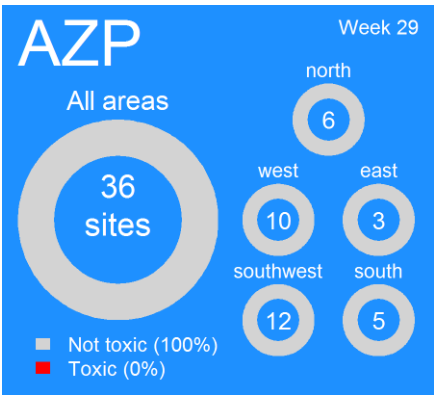 AZP
Week 29
All areas
36
sites
north
6
west
10
east
3
southwest
12
south
5
Not toxic (100%)
Toxic (0%)